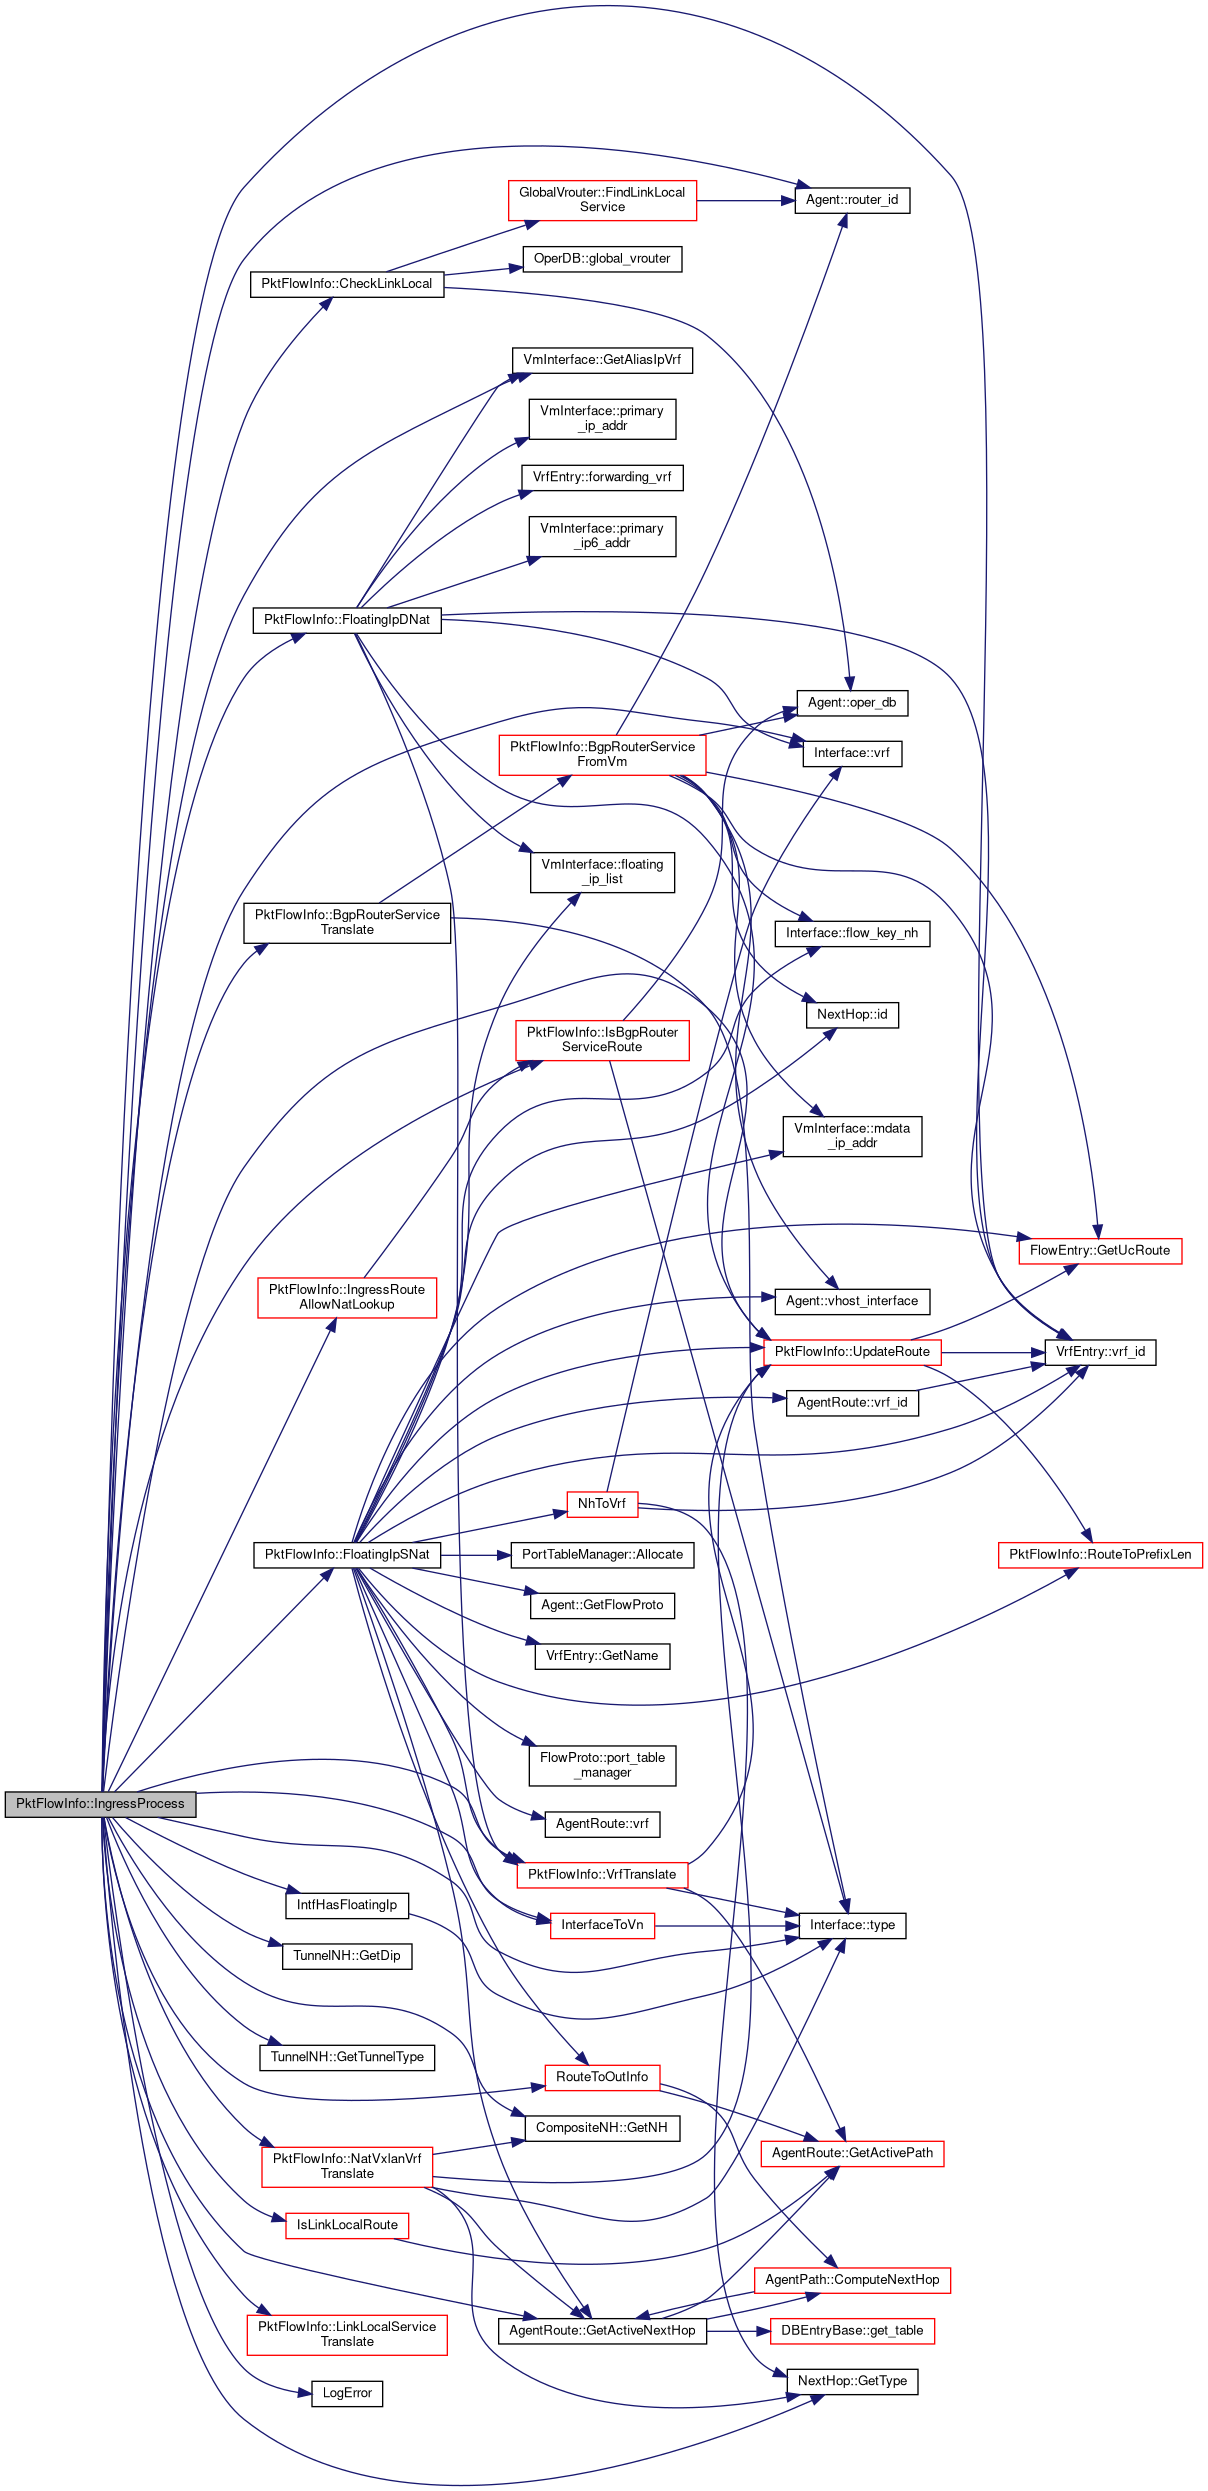 GlobalVrouter::FindLinkLocal
Service
Agent::router_id
OperDB::global_vrouter
PktFlowInfo::CheckLinkLocal
VmInterface::GetAliasIpVrf
VmInterface::primary
_ip_addr
VrfEntry::forwarding_vrf
VmInterface::primary
_ip6_addr
PktFlowInfo::FloatingIpDNat
Agent::oper_db
PktFlowInfo::BgpRouterService
FromVm
Interface::vrf
VmInterface::floating
_ip_list
PktFlowInfo::BgpRouterService
Translate
Interface::flow_key_nh
NextHop::id
PktFlowInfo::IsBgpRouter
ServiceRoute
VmInterface::mdata
_ip_addr
FlowEntry::GetUcRoute
PktFlowInfo::IngressRoute
AllowNatLookup
Agent::vhost_interface
PktFlowInfo::UpdateRoute
VrfEntry::vrf_id
AgentRoute::vrf_id
NhToVrf
PktFlowInfo::FloatingIpSNat
PortTableManager::Allocate
PktFlowInfo::RouteToPrefixLen
Agent::GetFlowProto
VrfEntry::GetName
FlowProto::port_table
_manager
PktFlowInfo::IngressProcess
AgentRoute::vrf
PktFlowInfo::VrfTranslate
IntfHasFloatingIp
InterfaceToVn
Interface::type
TunnelNH::GetDip
TunnelNH::GetTunnelType
RouteToOutInfo
CompositeNH::GetNH
PktFlowInfo::NatVxlanVrf
Translate
AgentRoute::GetActivePath
IsLinkLocalRoute
AgentPath::ComputeNextHop
PktFlowInfo::LinkLocalService
Translate
AgentRoute::GetActiveNextHop
DBEntryBase::get_table
NextHop::GetType
LogError